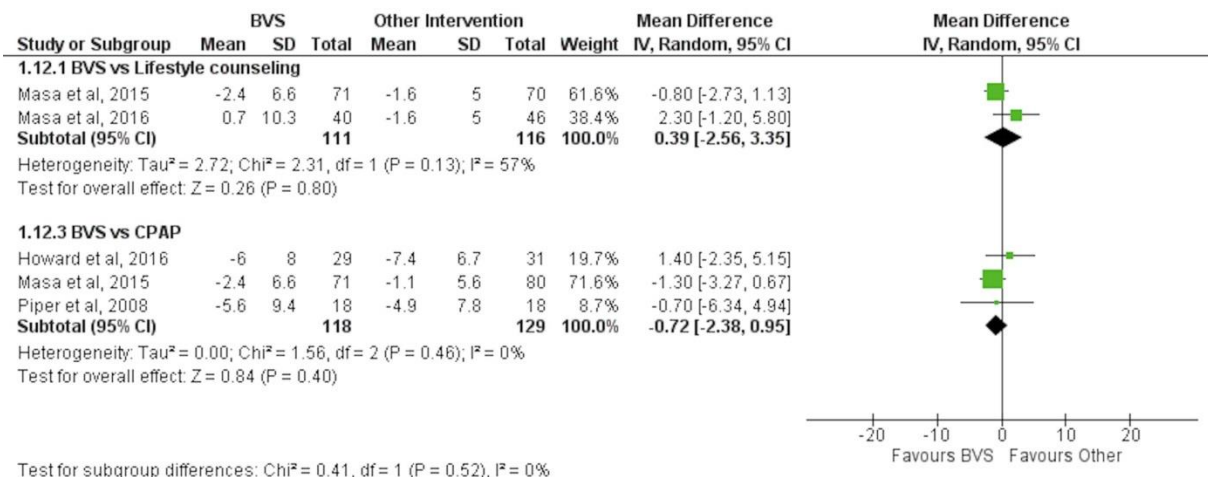 BVS Other Intervention Mean Difference Mean Difference
Study or Subgroup Mean SD Total Mean SD Total Weight IV, Random, 95% CI IV, Random, 95% CI
1.12.1 BVS vs Lifestyle counseling
Masa et al, 2015 -2.4 6.6 71 -1.6 5 70 61.6% -0.80 [-2.73, 1.13]
Masa et al, 2016 0.7 10.3 40 -1.6 5 46 38.4% 2.30 [-1.20, 5.80]
Subtotal (95% CI) 111 116 100.0% 0.39 [-2.56, 3.35]
Heterogeneity: Tau² = 2.72; Chi² = 2.31, df = 1 (P = 0.13); I² = 57%
Test for overall effect: Z = 0.26 (P = 0.80)
1.12.3 BVS vs CPAP
Howard et al, 2016 -6 8 29 -7.4 6.7 31 19.7% 1.40 [-2.35, 5.15]
Masa et al, 2015 -2.4 6.6 71 -1.1 5.6 80 71.6% -1.30 [-3.27, 0.67]
Piper et al, 2008 -5.6 9.4 18 -4.9 7.8 18 8.7% -0.70 [-6.34, 4.94]
Subtotal (95% CI) 118 129 100.0% -0.72 [-2.38, 0.95]
Heterogeneity: Tau² = 0.00; Chi² = 1.56, df = 2 (P = 0.46); I² = 0%
Test for overall effect: Z = 0.84 (P = 0.40)
-20 -10 0 10 20
Favours BVS Favours Other
Test for subgroup differences: Chi² = 0.41, df = 1 (P = 0.52), I² = 0%